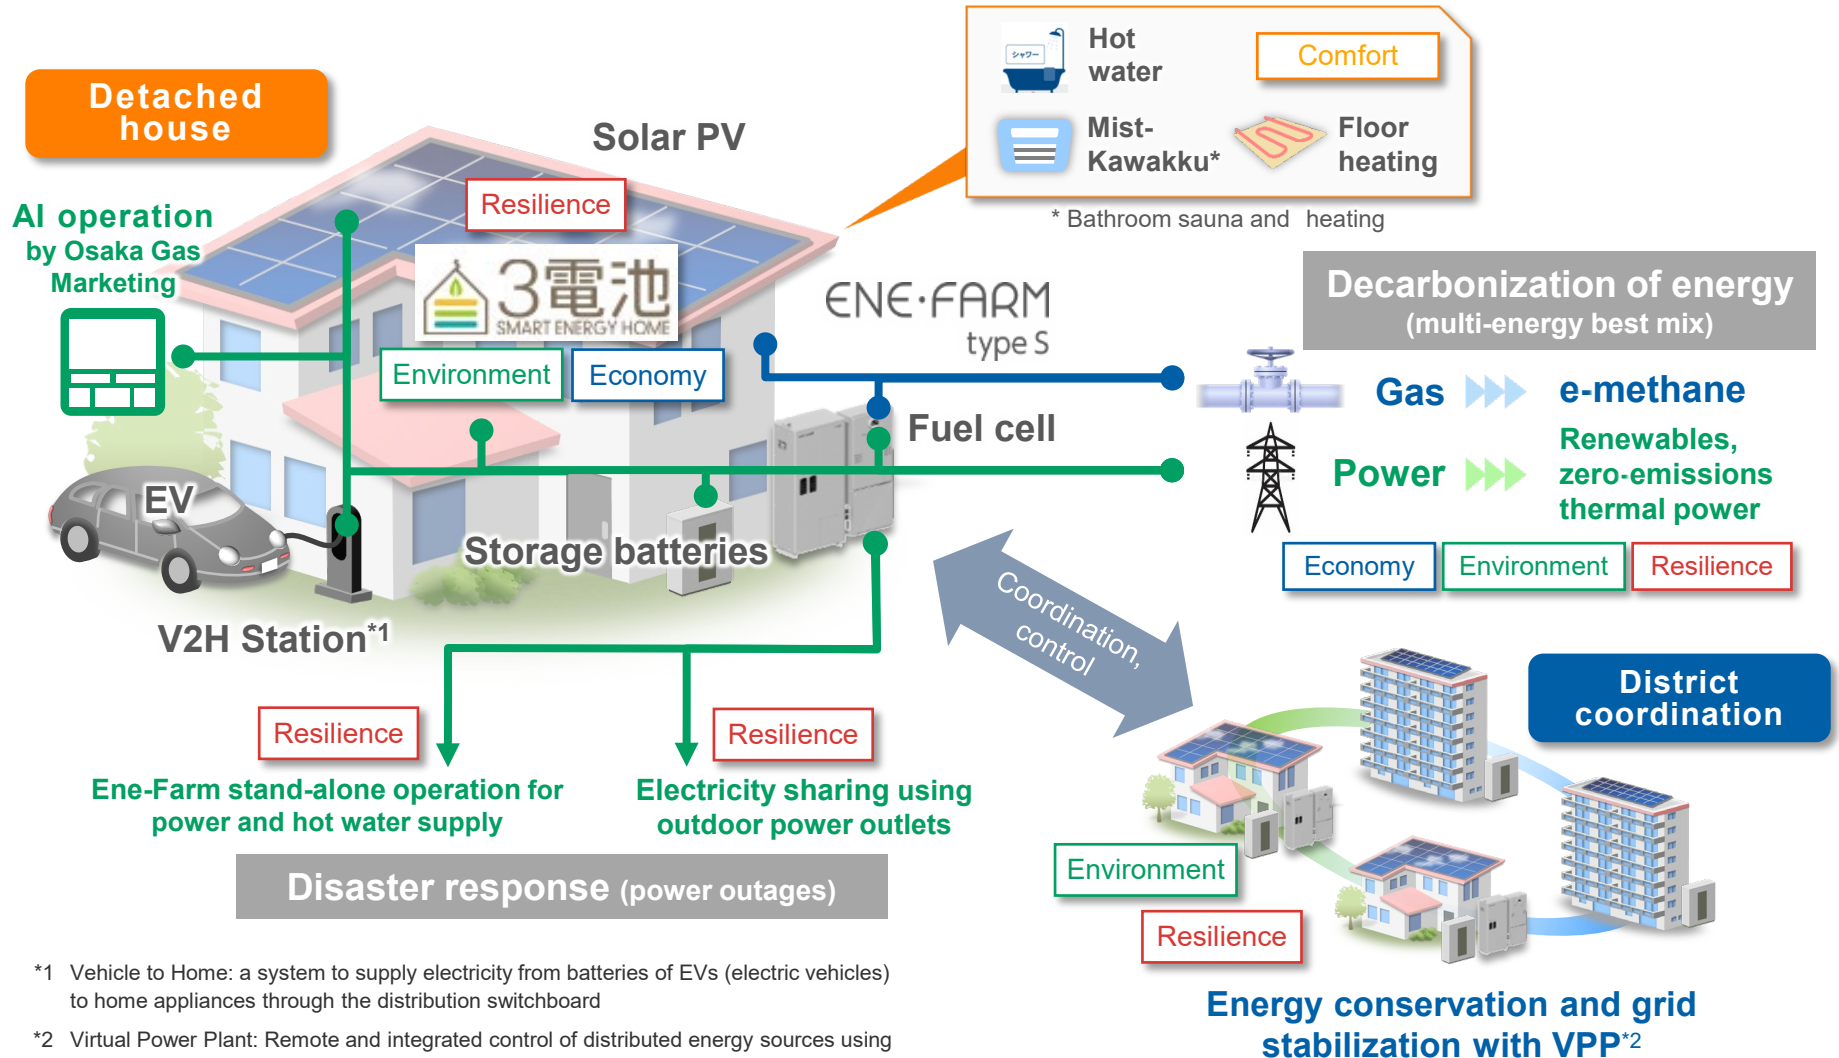 Detached
house
Solar PV
Hot
water
シャワー
Comfort
Mist-
Kawakku*
Floor
heating
* Bathroom sauna and heating
AI operation
by Osaka Gas
Marketing
Resilience
3電池
SMART ENERGY HOME
Environment
Economy
ENE·FARM
type S
Fuel cell
Decarbonization of energy
(multi-energy best mix)
Gas
e-methane
Power
Renewables,
zero-emissions
thermal power
Economy
Environment
Resilience
EV
Storage batteries
V2H Station*1
Coordination,
control
District
coordination
Resilience
Ene-Farm stand-alone operation for
power and hot water supply
Resilience
Electricity sharing using
outdoor power outlets
Disaster response (power outages)
Environment
Resilience
Energy conservation and grid
stabilization with VPP*2
*1 Vehicle to Home: a system to supply electricity from batteries of EVs (electric vehicles)
to home appliances through the distribution switchboard
*2 Virtual Power Plant: Remote and integrated control of distributed energy sources using